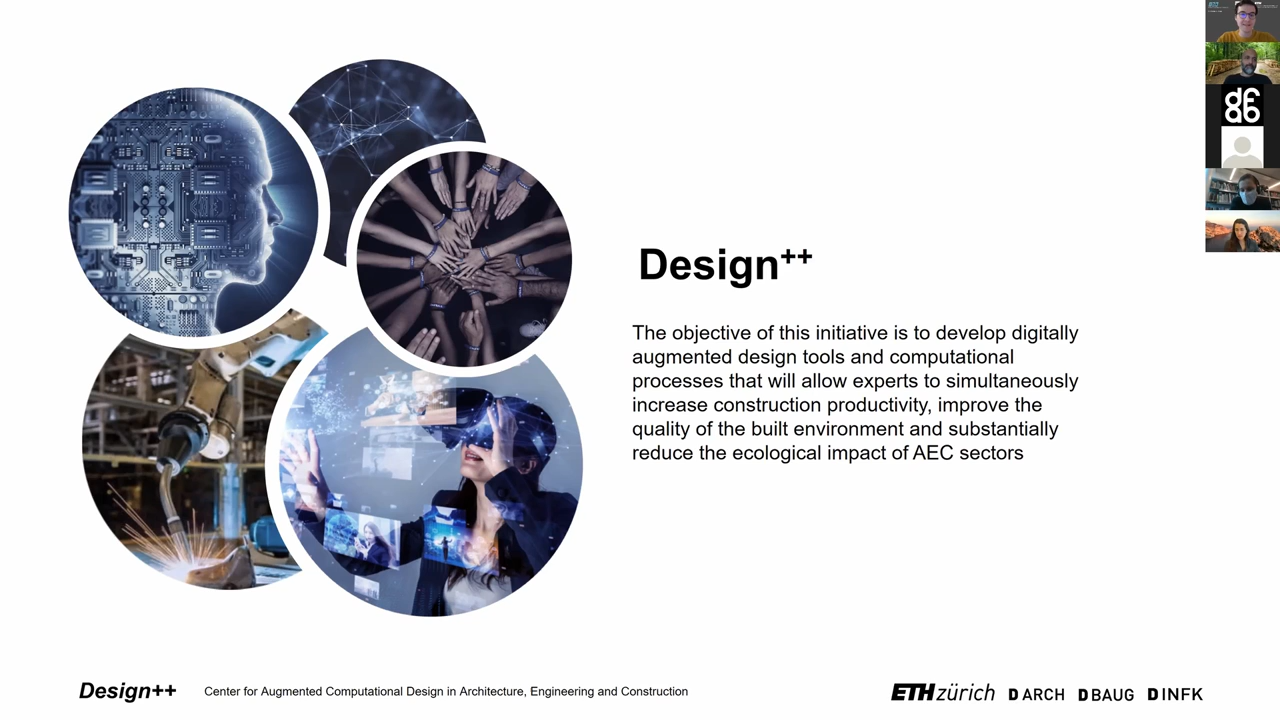 Design++
The objective of this initiative is to develop digitally
augmented design tools and computational
processes that will allow experts to simultaneously
increase construction productivity, improve the
quality of the built environment and substantially
reduce the ecological impact of AEC sectors
Design++
Center for Augmented Computational Design in Architecture, Engineering and Construction
ETH zürich D ARCH D BAUG D INFK